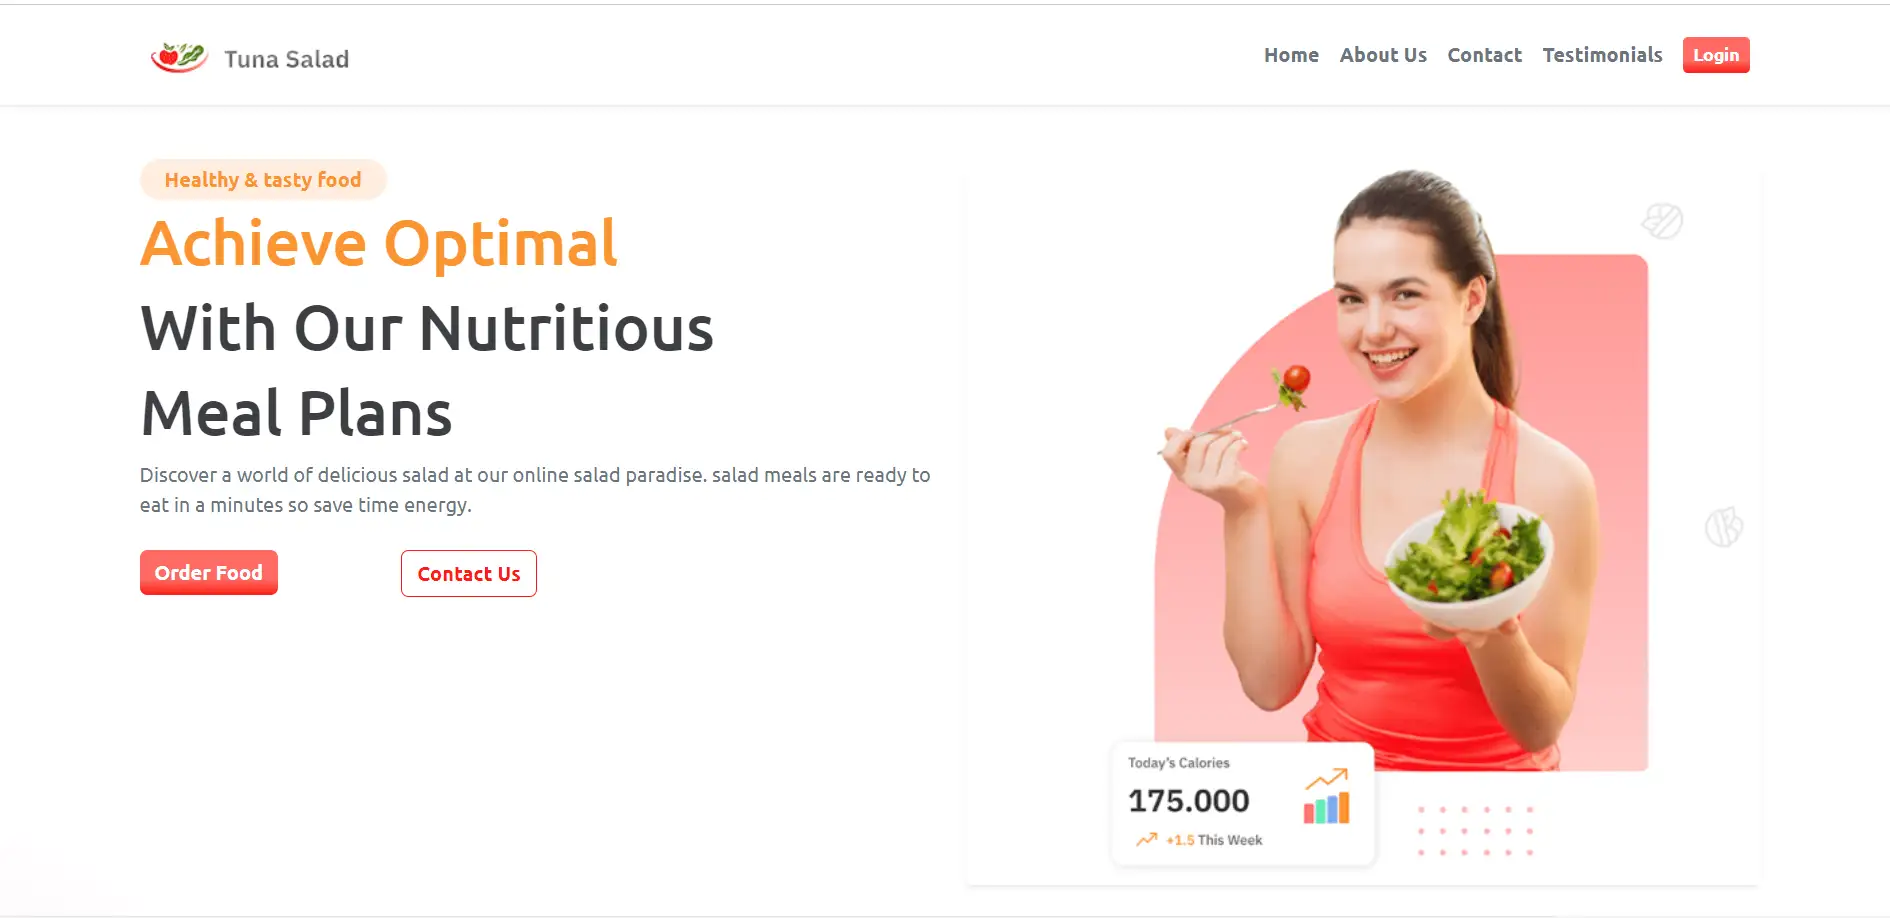 Tuna Salad
Home
About Us
Contact
Testimonials
Login
Healthy & tasty food
Achieve Optimal
With Our Nutritious
Meal Plans
Discover a world of delicious salad at our online salad paradise. salad meals are ready to
eat in a minutes so save time energy.
Order Food
Contact Us
Today's Calories
175.000
+1.5 This Week